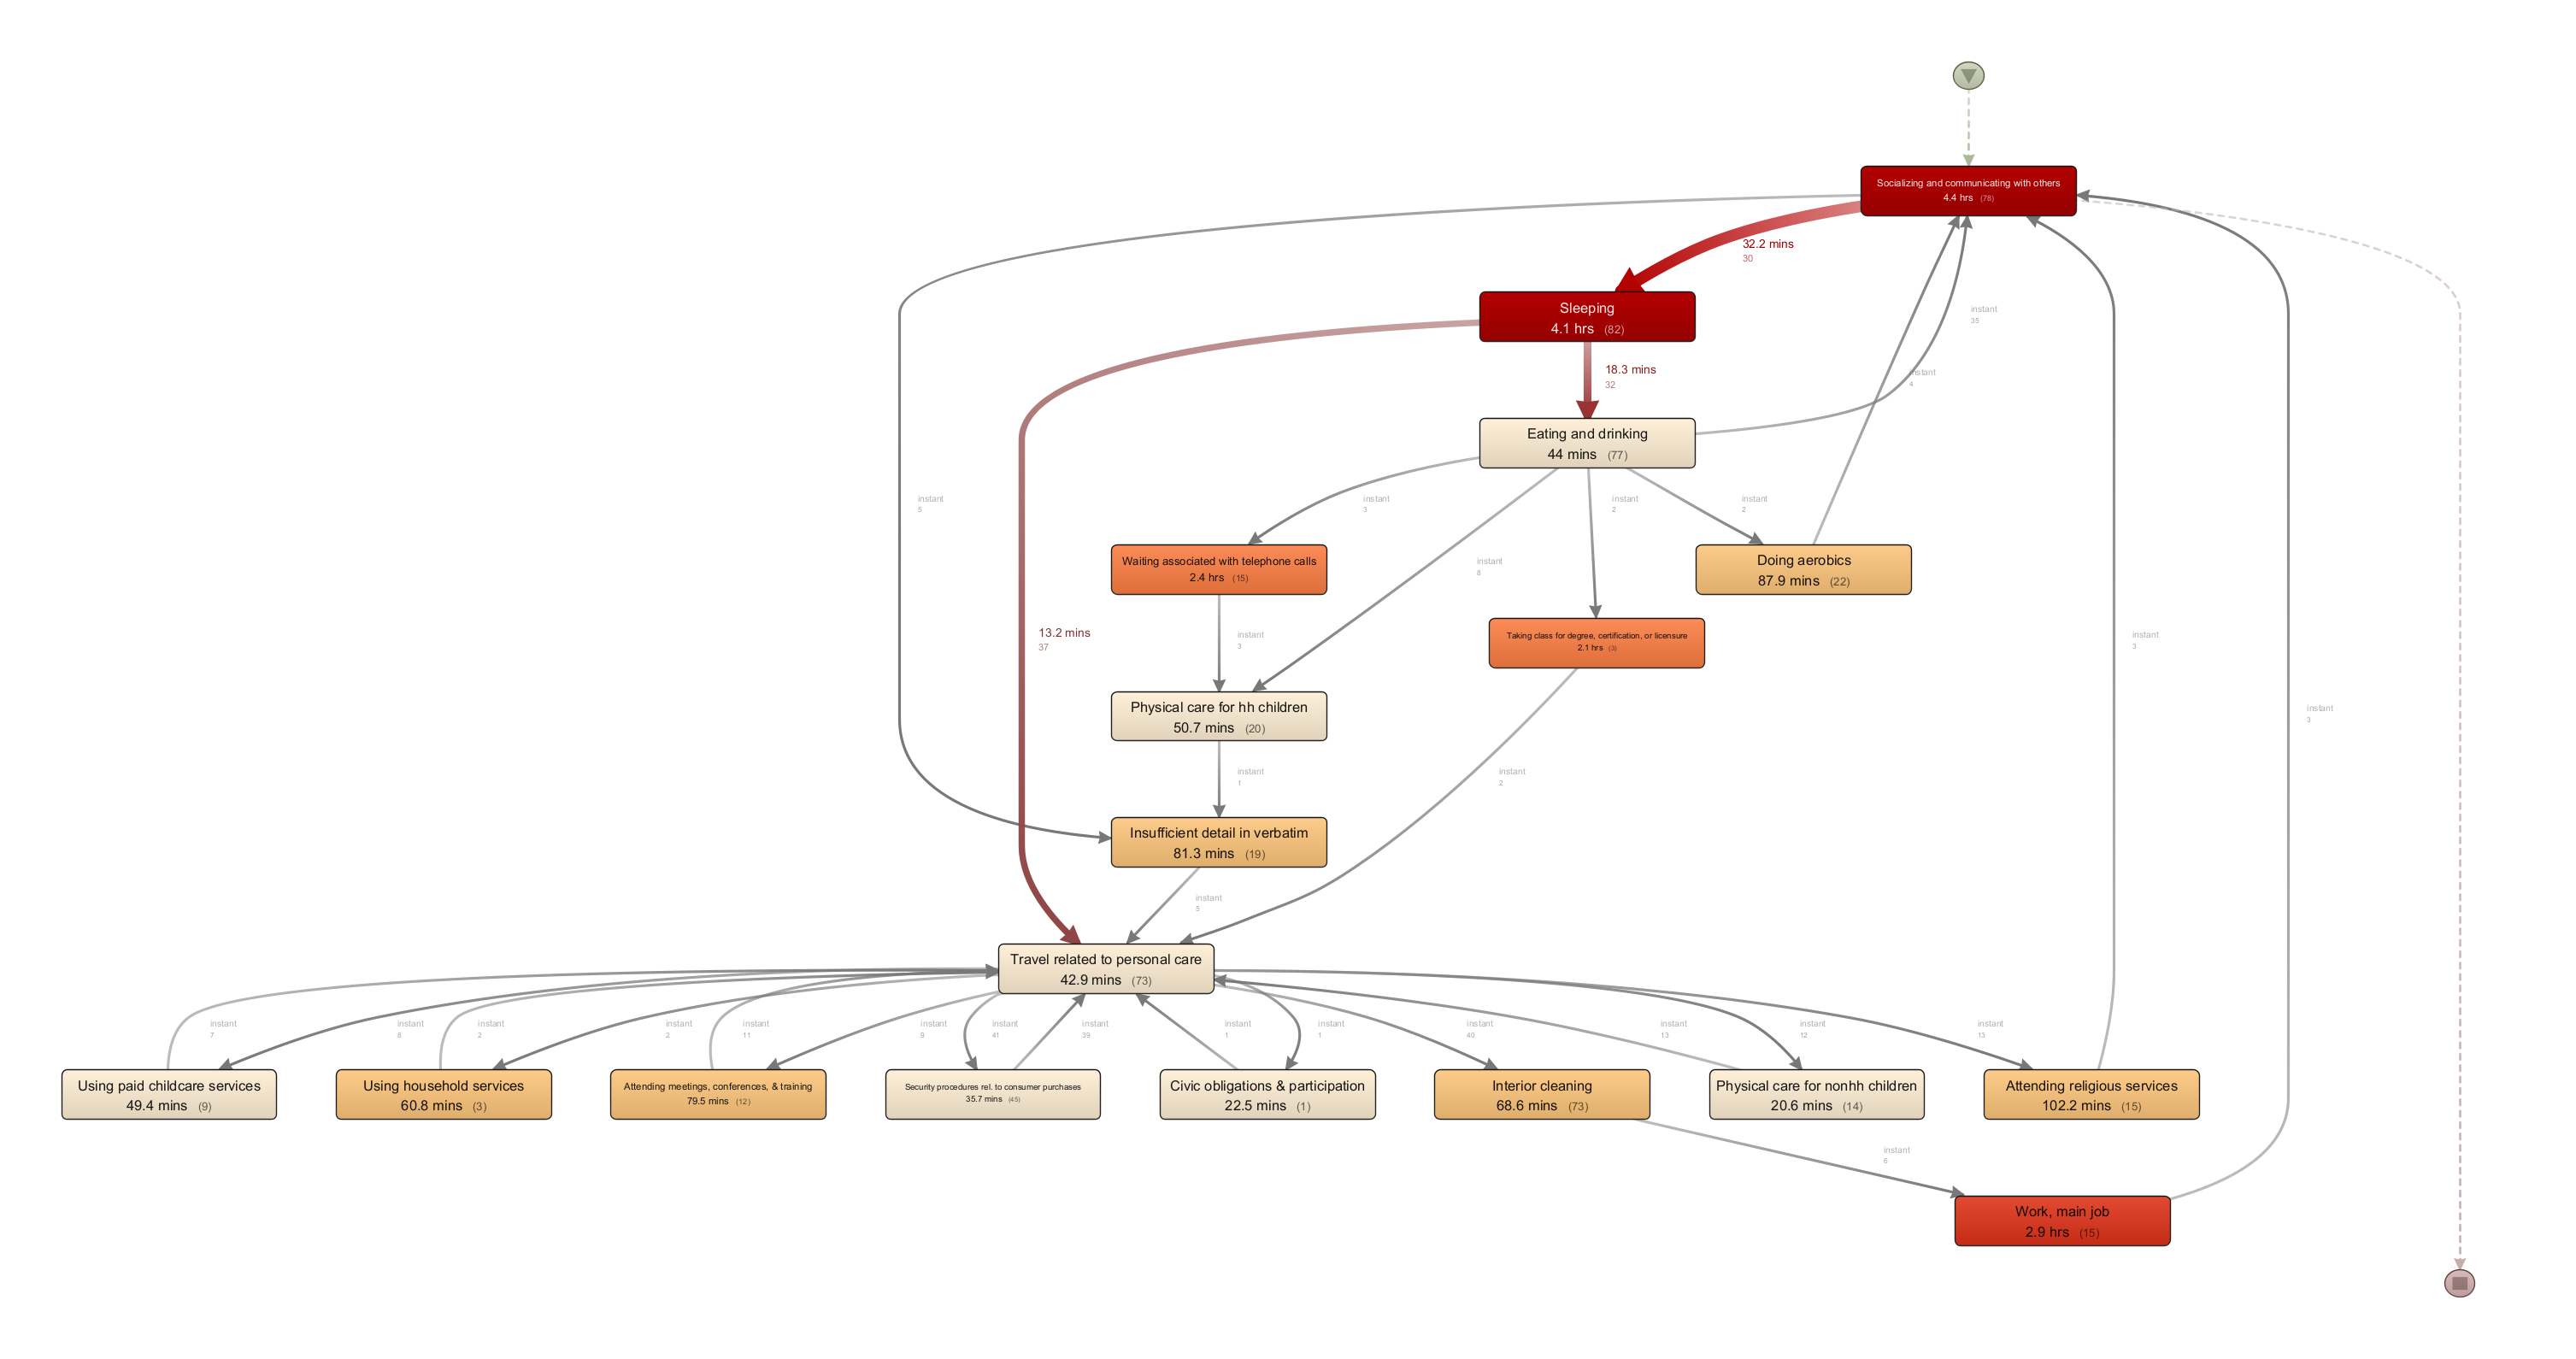 Socializing and communicating with others
4.4 hrs (78)
32.2 mins
30
Sleeping
4.1 hrs (82)
instant
35
18.3 mins
32
instant
4
Eating and drinking
44 mins (77)
instant
5
instant
3
instant
2
instant
2
Waiting associated with telephone calls
2.4 hrs (15)
instant
8
Doing aerobics
87.9 mins (22)
13.2 mins
37
instant
3
Taking class for degree, certification, or licensure
2.1 hrs (3)
instant
3
Physical care for hh children
50.7 mins (20)
instant
3
instant
1
instant
2
Insufficient detail in verbatim
81.3 mins (19)
instant
5
Travel related to personal care
42.9 mins (73)
instant
7
instant
8
instant
2
instant
2
instant
11
instant
9
instant
41
instant
39
instant
1
instant
1
instant
40
instant
13
instant
12
instant
13
Using paid childcare services
49.4 mins (9)
Using household services
60.8 mins (3)
Attending meetings, conferences, & training
79.5 mins (12)
Security procedures rel. to consumer purchases
35.7 mins (45)
Civic obligations & participation
22.5 mins (1)
Interior cleaning
68.6 mins (73)
Physical care for nonhh children
20.6 mins (14)
Attending religious services
102.2 mins (15)
instant
6
Work, main job
2.9 hrs (15)